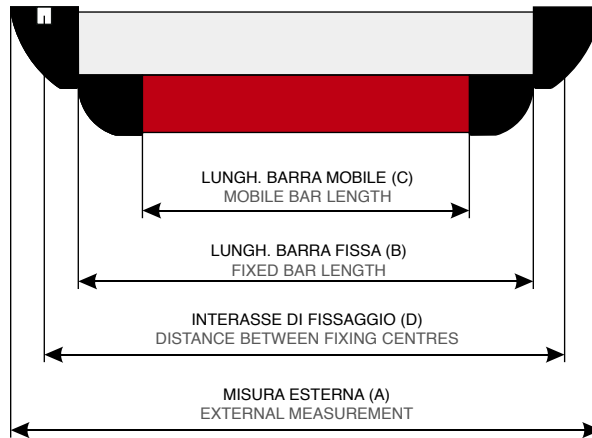 LUNGH. BARRA MOBILE (C)
MOBILE BAR LENGTH
LUNGH. BARRA FISSA (B)
FIXED BAR LENGTH
INTERASSE DI FISSAGGIO (D)
DISTANCE BETWEEN FIXING CENTRES
MISURA ESTERNA (A)
EXTERNAL MEASUREMENT